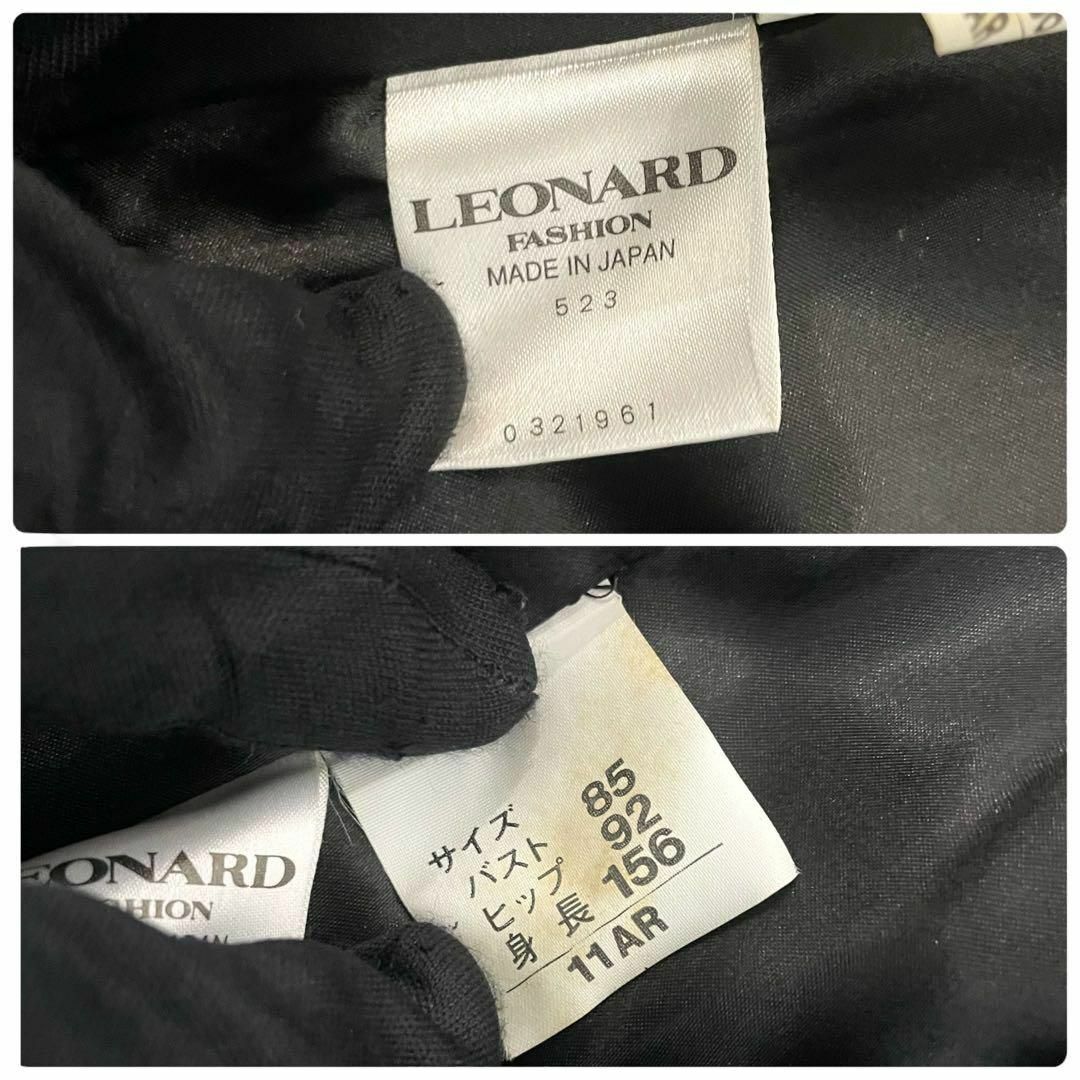 LEONARD
FASHION
MADE IN JAPAN
523
0321961
サイズ
バスト 85
ヒップ 92
身長 156
11AR
EONARD
SHION